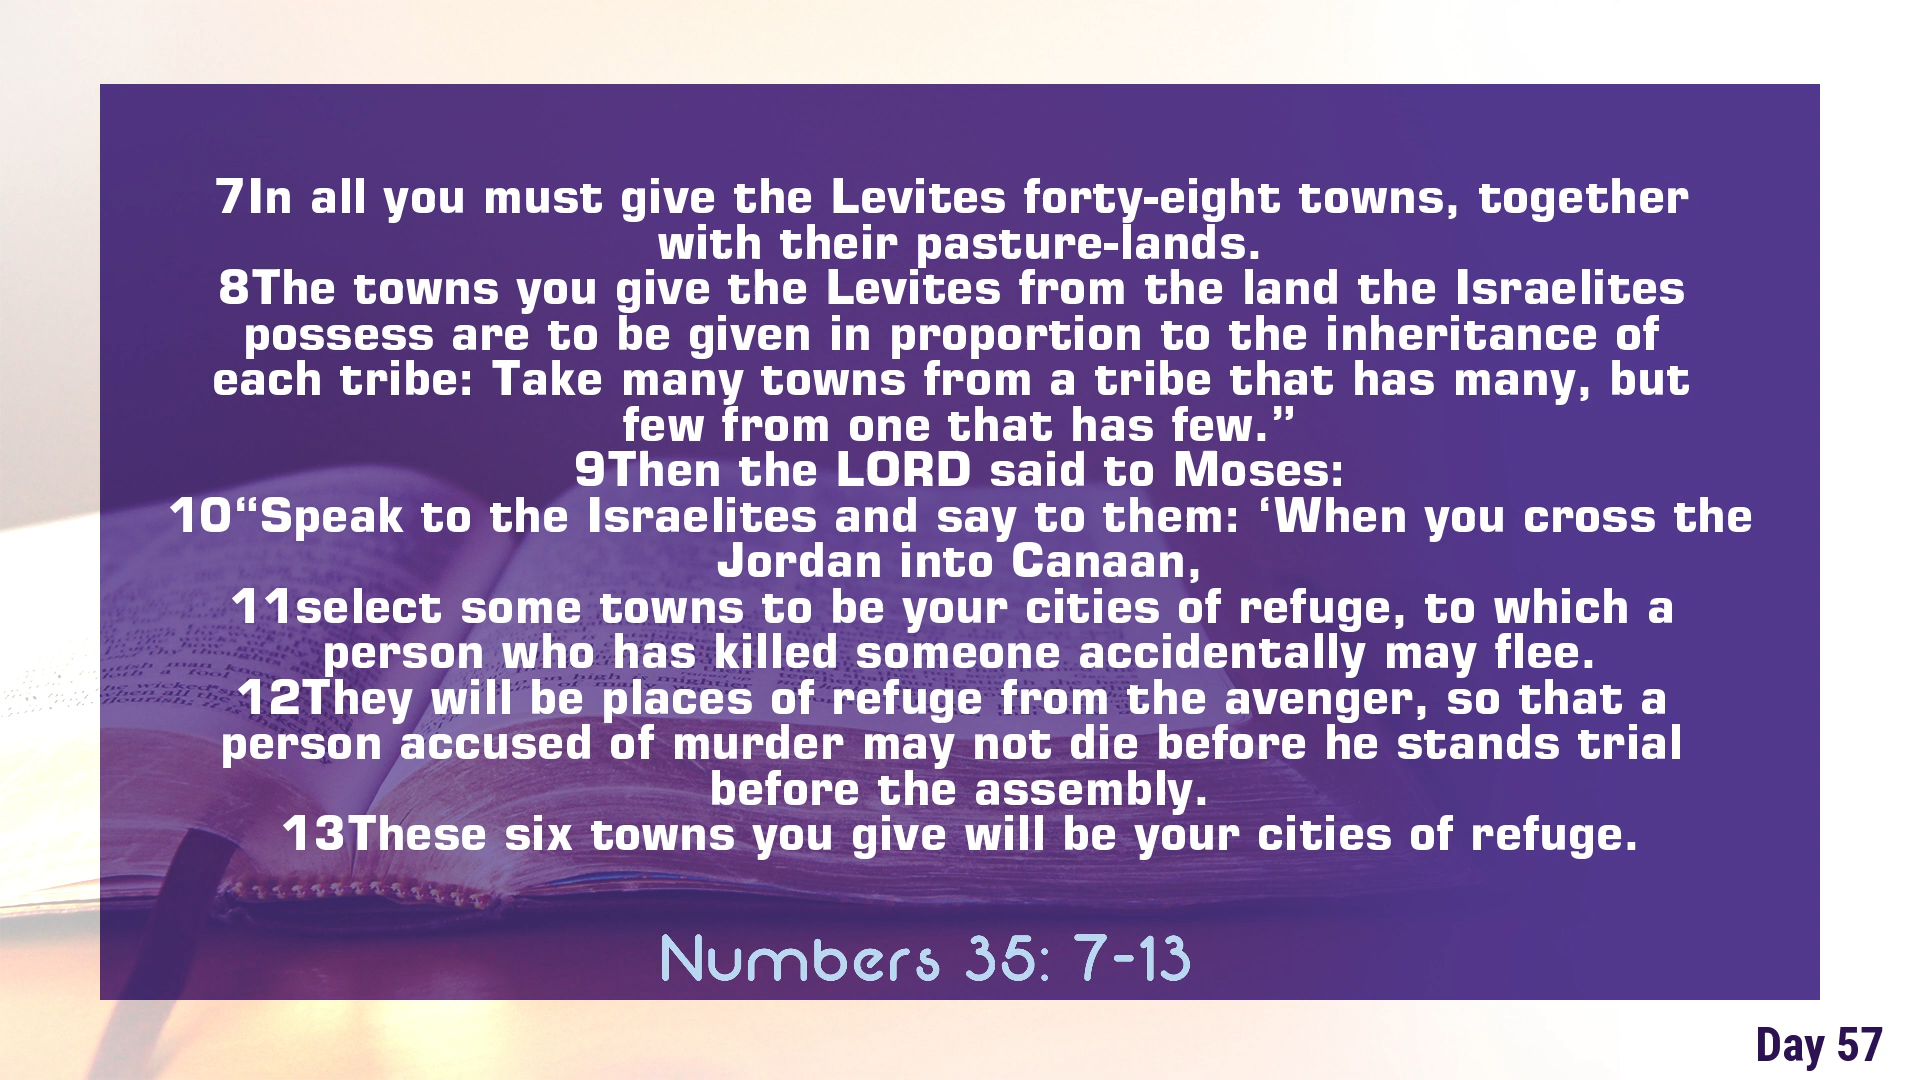 7In all you must give the Levites forty-eight towns, together
with their pasture-lands.
8The towns you give the Levites from the land the Israelites
possess are to be given in proportion to the inheritance of
each tribe: Take many towns from a tribe that has many, but
few from one that has few.”
9Then the LORD said to Moses:
10“Speak to the Israelites and say to them: ‘When you cross the
Jordan into Canaan,
11select some towns to be your cities of refuge, to which a
person who has killed someone accidentally may flee.
12They will be places of refuge from the avenger, so that a
person accused of murder may not die before he stands trial
before the assembly.
13These six towns you give will be your cities of refuge.
Numbers 35: 7-13
Day 57